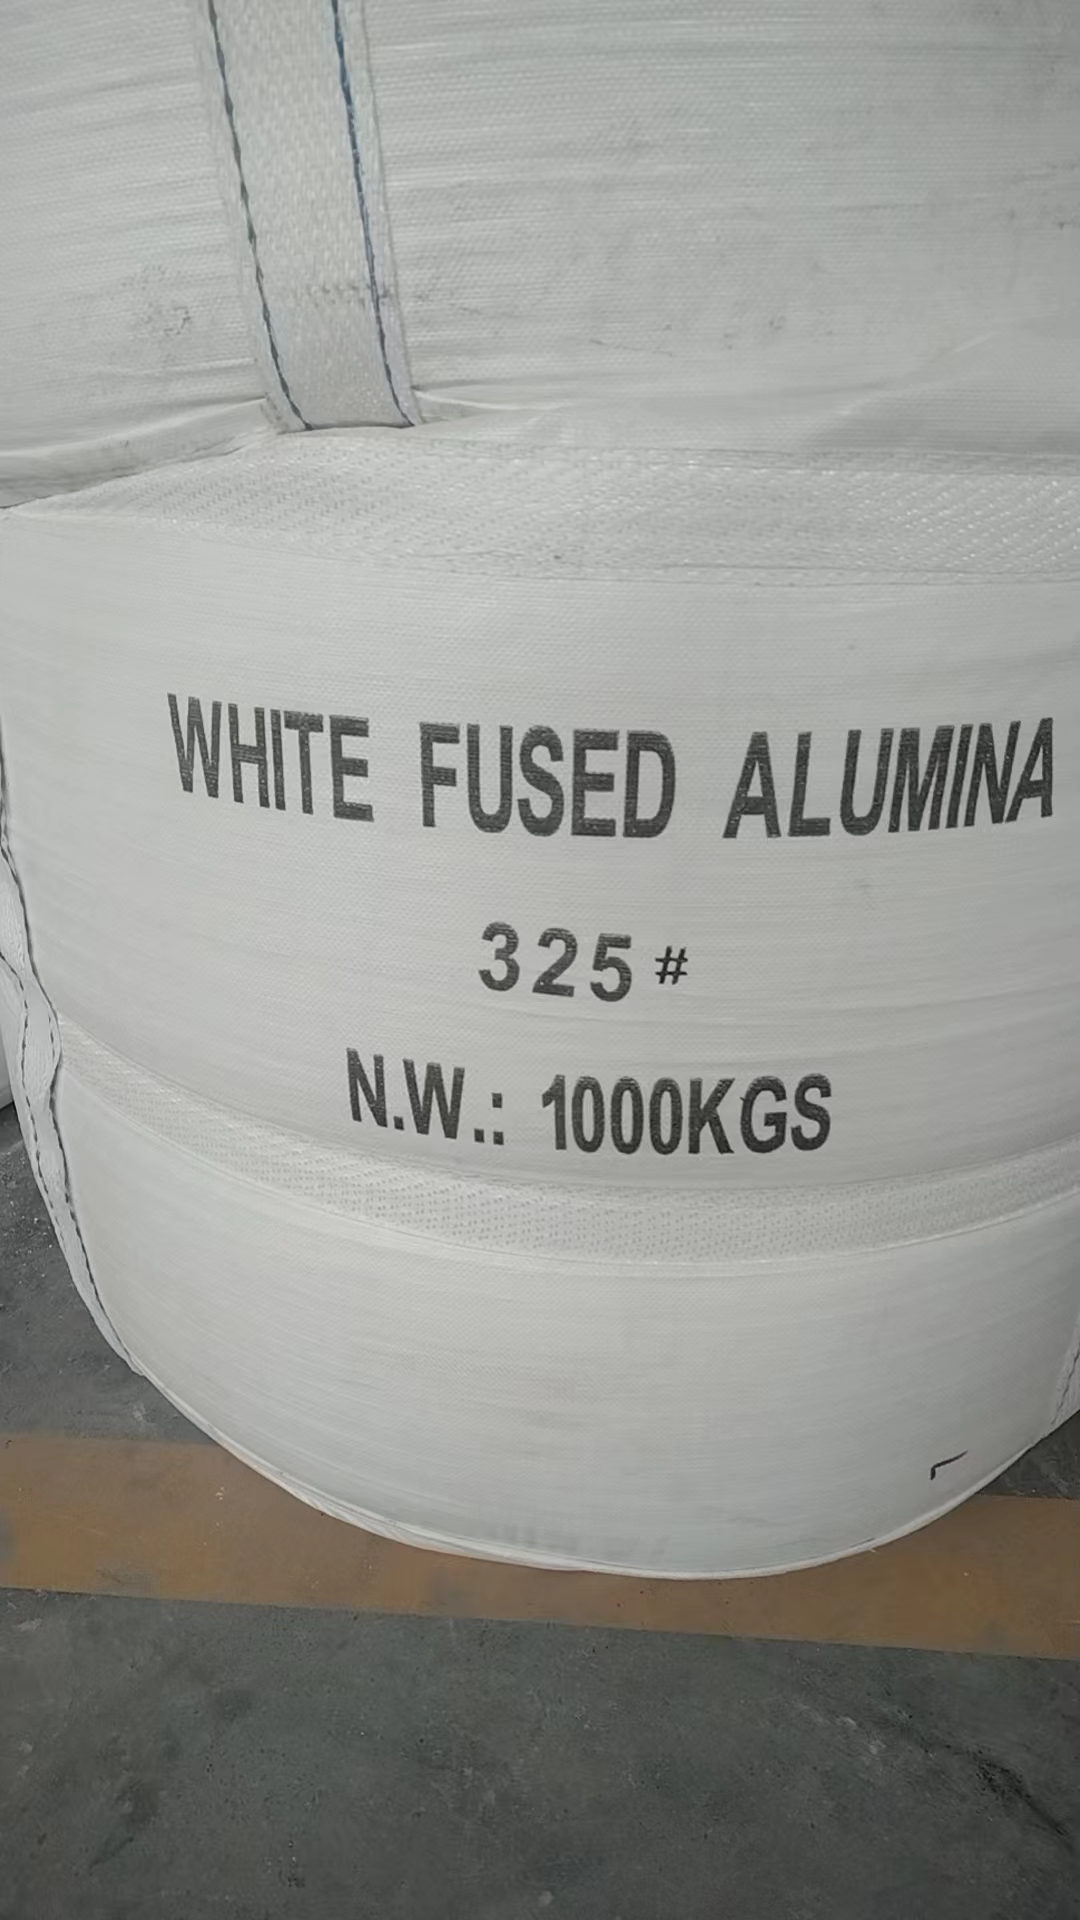 WHITE FUSED ALUMINA
325#
N.W.: 1000KGS